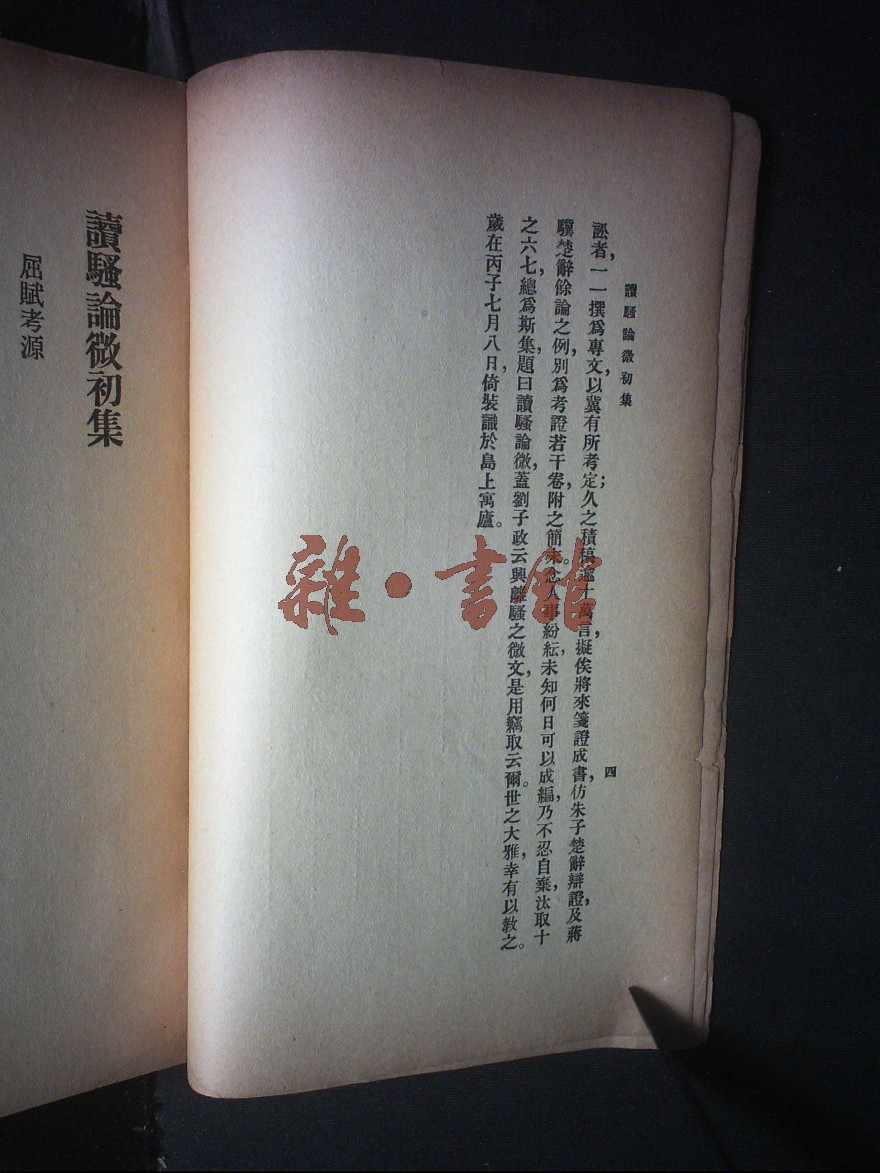 讀騷論微初集
四
訟者，一一撰爲專文，以冀有所考定；久之積稿逾十萬言，擬俟將來箋證成書，仿朱子楚辭辯證，及蔣
驥楚辭餘論之例，別爲考證若干卷，附之簡末。念人事紛紜，未知何日可以成編，乃不忍自棄，汰取十
之六七，總爲斯集，題曰讀騷論微，蓋劉子政云興離騷之微文，是用竊取云爾。世之大雅，幸有以敎之。
歲在丙子七月八日，倚裝識於島上寓廬。
讀騷論微初集
屈賦考源
雜·書館